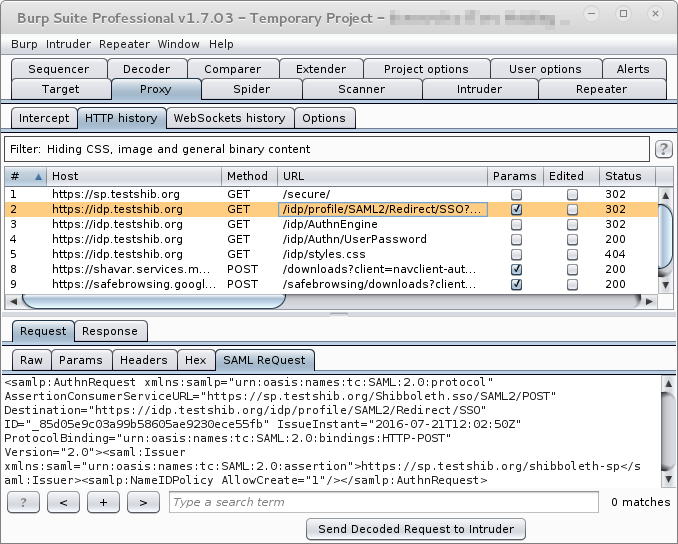 Burp Suite Professional v1.7.03 – Temporary Project –
Burp Intruder Repeater Window Help
Sequencer Decoder Comparer Extender Project options User options Alerts
Target Proxy Spider Scanner Intruder Repeater
Intercept HTTP history WebSockets history Options
Filter: Hiding CSS, image and general binary content ?
# Host Method URL Params Edited Status
1 https://sp.testshib.org GET /secure/ 302
2 https://idp.testshib.org GET /idp/profile/SAML2/Redirect/SSO?... 302
3 https://idp.testshib.org GET /idp/AuthnEngine 302
4 https://idp.testshib.org GET /idp/Authn/UserPassword 200
5 https://idp.testshib.org GET /idp/styles.css 404
8 https://shavar.services.m... POST /downloads?client=navclient-aut... 200
9 https://safebrowsing.googl... POST /safebrowsing/downloads?client... 200
Request Response
Raw Params Headers Hex SAML ReQuest
<samlp:AuthnRequest xmlns:samlp="urn:oasis:names:tc:SAML:2.0:protocol"
AssertionConsumerServiceURL="https://sp.testshib.org/Shibboleth.sso/SAML2/POST"
Destination="https://idp.testshib.org/idp/profile/SAML2/Redirect/SSO"
ID="_85d05e9c03a99b58605ae9230ece55fb" IssueInstant="2016-07-21T12:02:50Z"
ProtocolBinding="urn:oasis:names:tc:SAML:2.0:bindings:HTTP-POST"
Version="2.0"><saml:Issuer
xmlns:saml="urn:oasis:names:tc:SAML:2.0:assertion">https://sp.testshib.org/shibboleth-sp</s
aml:Issuer><samlp:NameIDPolicy AllowCreate="1"/></samlp:AuthnRequest>
? < + > Type a search term 0 matches
Send Decoded Request to Intruder